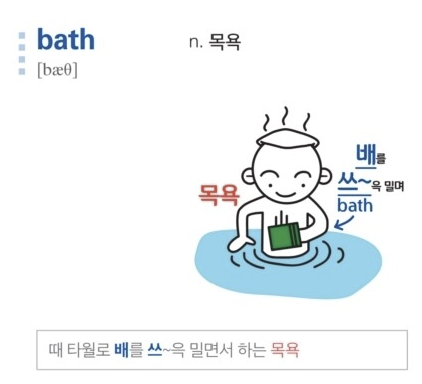 bath
n. 목욕
[bæθ]
배를
쓰~윽 밀며
bath
목욕
때 타월로 배를 쓰~윽 밀면서 하는 목욕